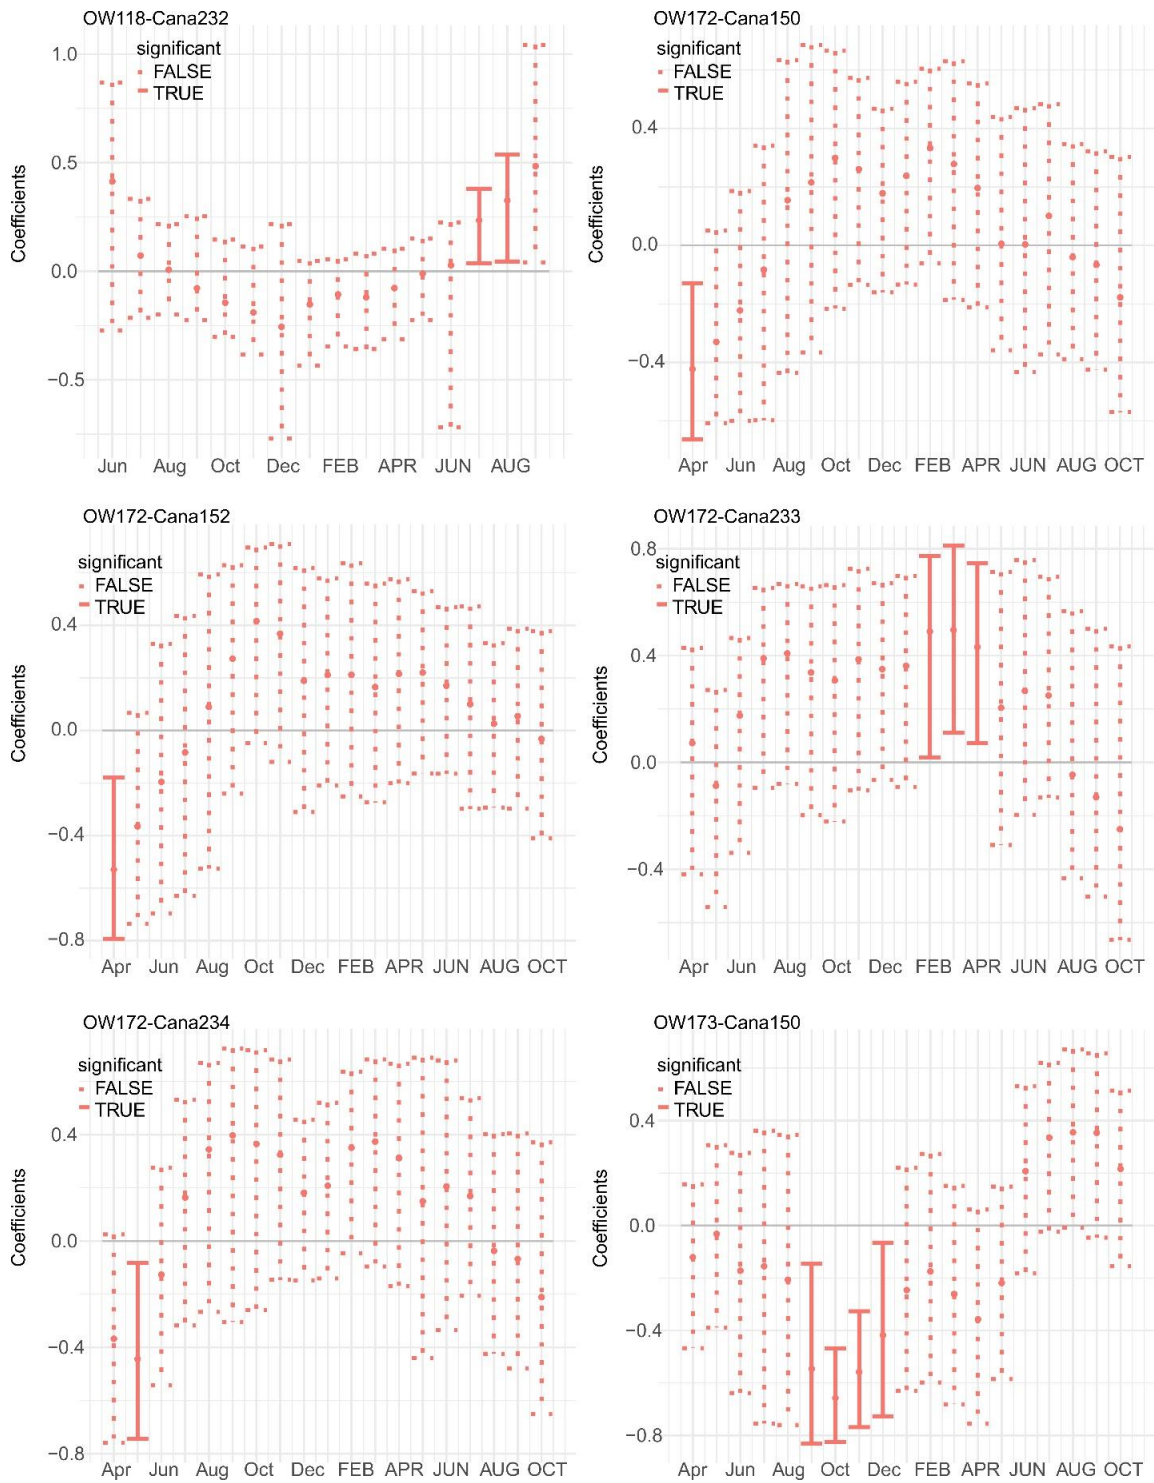 OW118-Cana232
significant
FALSE
TRUE
1.0
0.5
0.0
−0.5
Coefficients
Jun Aug Oct Dec FEB APR JUN AUG
OW172-Cana150
significant
FALSE
TRUE
0.4
0.0
−0.4
Coefficients
Apr Jun Aug Oct Dec FEB APR JUN AUG OCT
OW172-Cana152
significant
FALSE
TRUE
0.4
0.0
−0.4
−0.8
Coefficients
Apr Jun Aug Oct Dec FEB APR JUN AUG OCT
OW172-Cana233
significant
FALSE
TRUE
0.8
0.4
0.0
−0.4
Coefficients
Apr Jun Aug Oct Dec FEB APR JUN AUG OCT
OW172-Cana234
significant
FALSE
TRUE
0.4
0.0
−0.4
−0.8
Coefficients
Apr Jun Aug Oct Dec FEB APR JUN AUG OCT
OW173-Cana150
significant
FALSE
TRUE
0.4
0.0
−0.4
−0.8
Coefficients
Apr Jun Aug Oct Dec FEB APR JUN AUG OCT